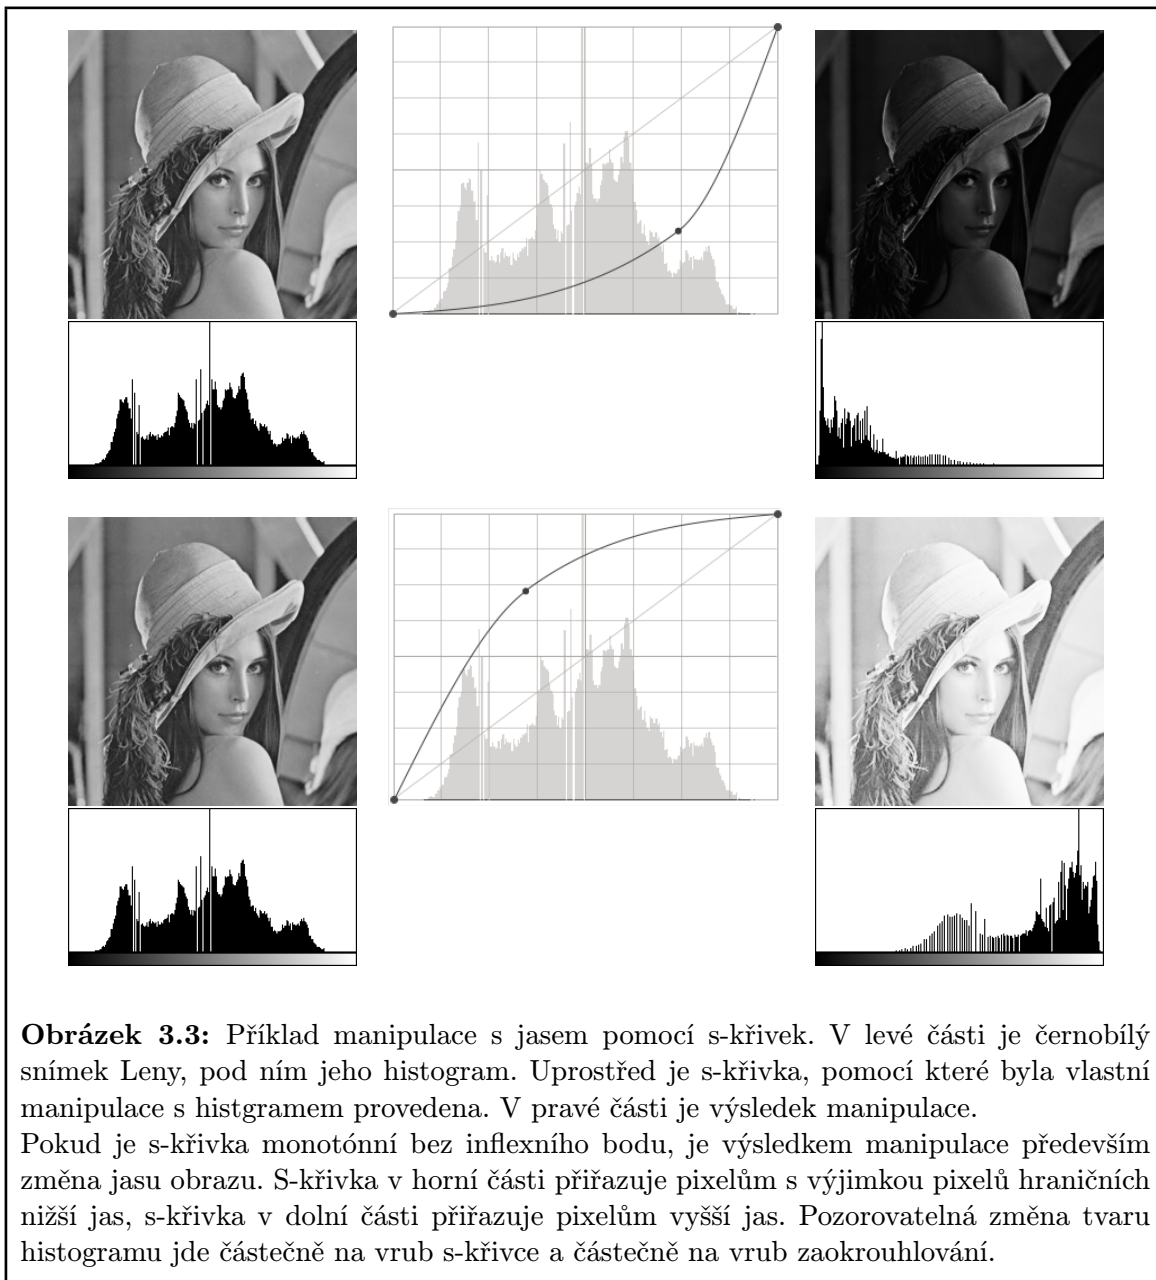 Obrázek 3.3: Příklad manipulace s jasem pomocí s-křivek. V levé části je černobílý
snímek Leny, pod ním jeho histogram. Uprostřed je s-křivka, pomocí které byla vlastní
manipulace s histgramem provedena. V pravé části je výsledek manipulace.
Pokud je s-křivka monotónní bez inflexního bodu, je výsledkem manipulace především
změna jasu obrazu. S-křivka v horní části přiřazuje pixelům s výjimkou pixelů hraničních
nižší jas, s-křivka v dolní části přiřazuje pixelům vyšší jas. Pozorovatelná změna tvaru
histogramu jde částečně na vrub s-křivce a částečně na vrub zaokrouhlování.